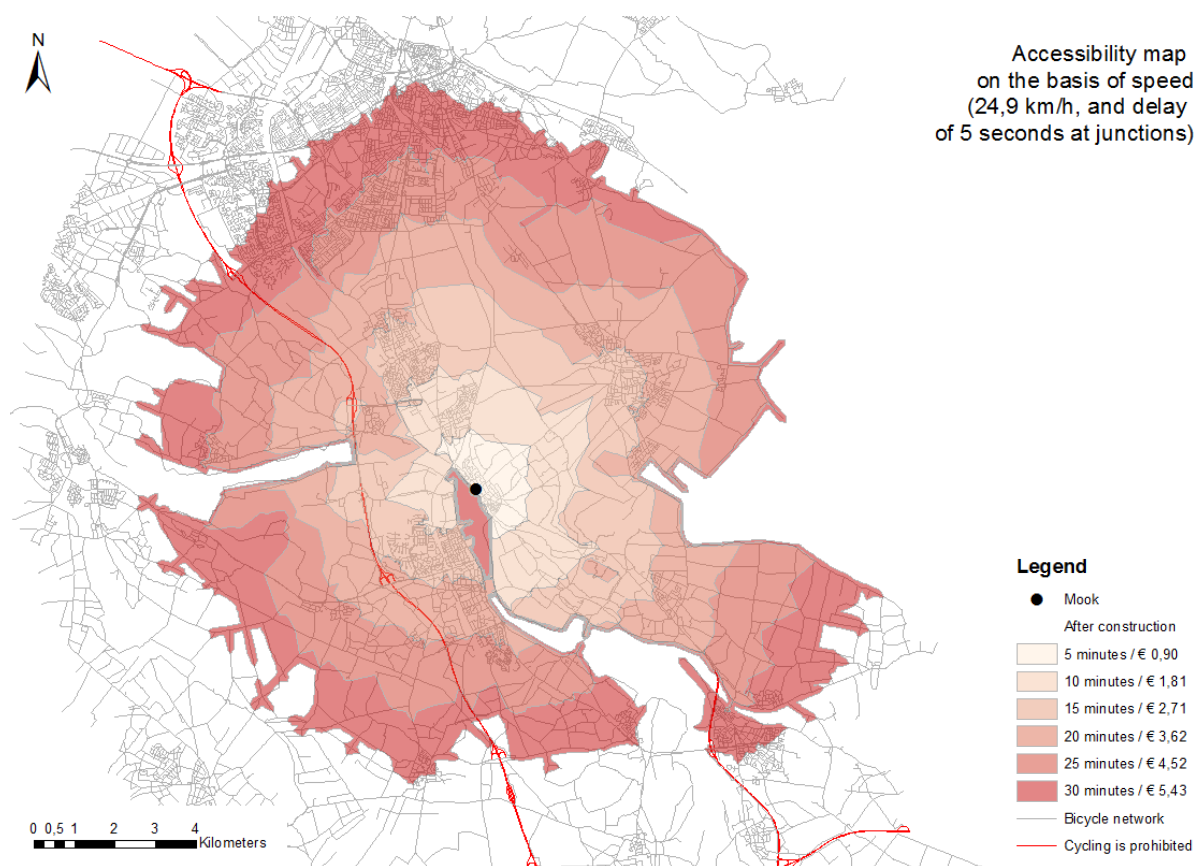 N
Accessibility map
on the basis of speed
(24,9 km/h, and delay
of 5 seconds at junctions)
Legend
Mook
After construction
5 minutes / € 0,90
10 minutes / € 1,81
15 minutes / € 2,71
20 minutes / € 3,62
25 minutes / € 4,52
30 minutes / € 5,43
Bicycle network
Cycling is prohibited
0 0,5 1 2 3 4
Kilometers